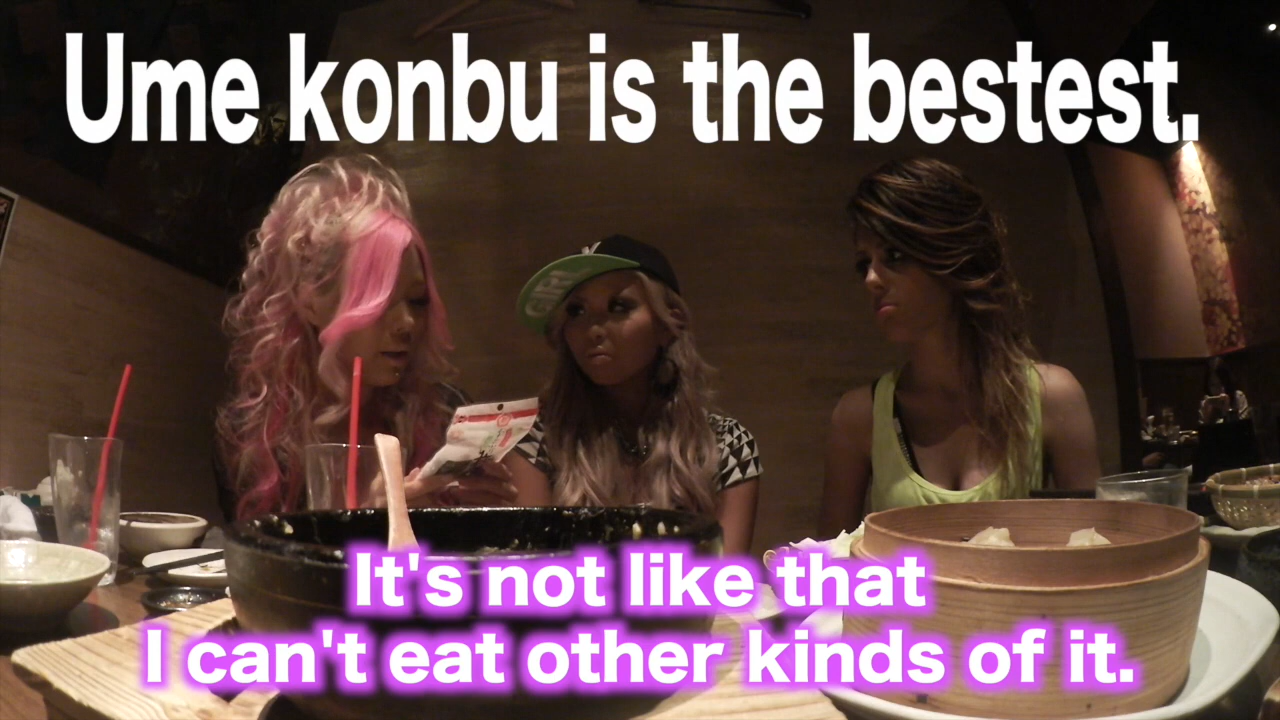 Ume konbu is the bestest.
It's not like that
I can't eat other kinds of it.